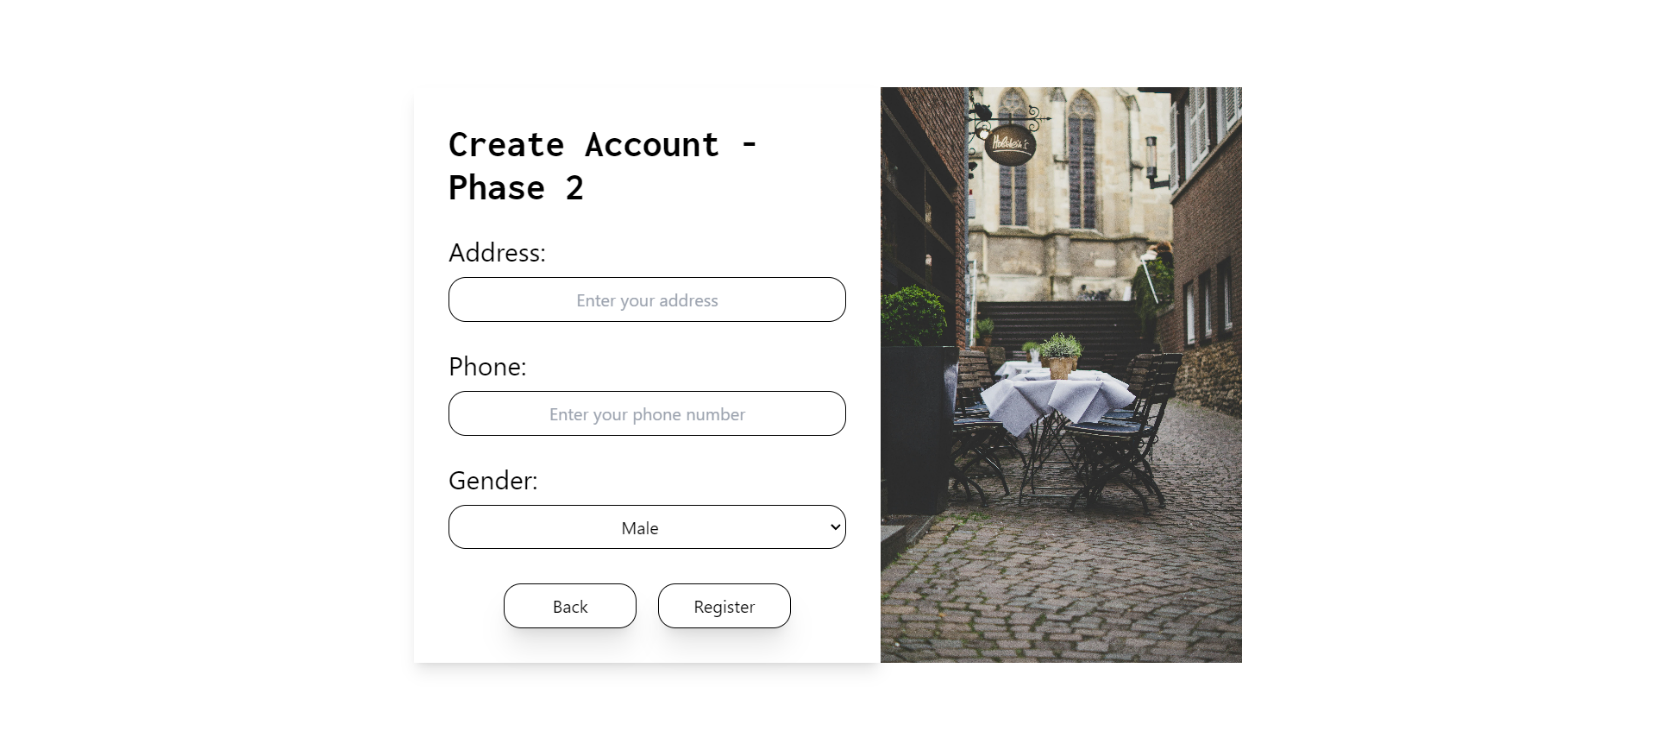 Create Account -
Phase 2
Address:
Enter your address
Phone:
Enter your phone number
Gender:
Male
Back
Register